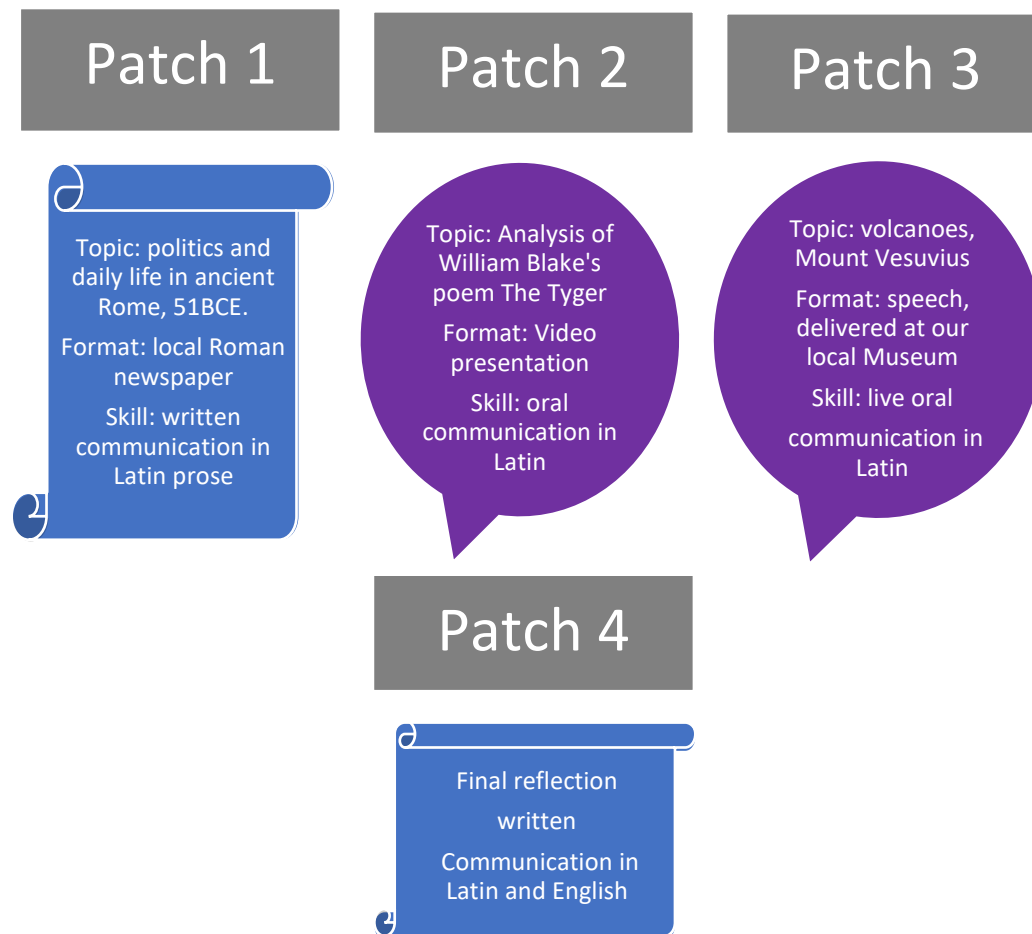 Patch 1
Topic: politics and
daily life in ancient
Rome, 51BCE.
Format: local Roman
newspaper
Skill: written
communication in
Latin prose
Patch 2
Topic: Analysis of
William Blake's
poem The Tyger
Format: Video
presentation
Skill: oral
communication in
Latin
Patch 3
Topic: volcanoes,
Mount Vesuvius
Format: speech,
delivered at our
local Museum
Skill: live oral
communication in
Latin
Patch 4
Final reflection
written
Communication in
Latin and English